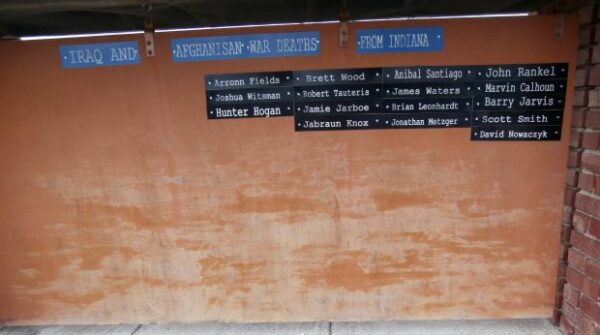 IRAQ AND AFGHANISAN WAR DEATHS FROM INDIANA
Arronn Fields
Joshua Witsman
Hunter Hogan
Brett Wood
Robert Tauteris
Jamie Jarboe
Jabraun Knox
Anibal Santiago
James Waters
Brian Leonhardt
Jonathan Metzger
John Rankel
Marvin Calhoun
Barry Jarvis
Scott Smith
David Nowaczyk